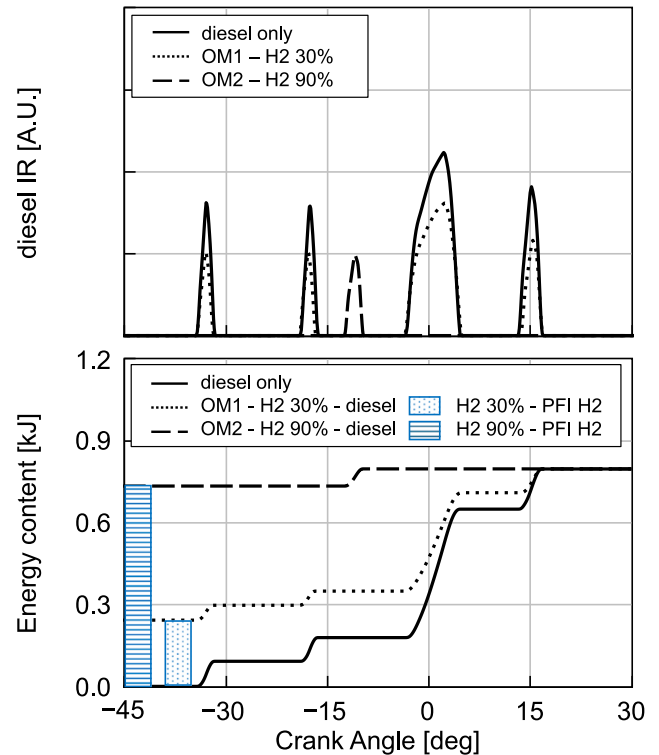 diesel only
OM1 – H2 30%
OM2 – H2 90%
diesel IR [A.U.]
1.2
0.9
0.6
0.3
0.0
Energy content [kJ]
diesel only
OM1 - H2 30% - diesel
OM2 - H2 90% - diesel
H2 30% - PFI H2
H2 90% - PFI H2
−45 −30 −15 0 15 30
Crank Angle [deg]